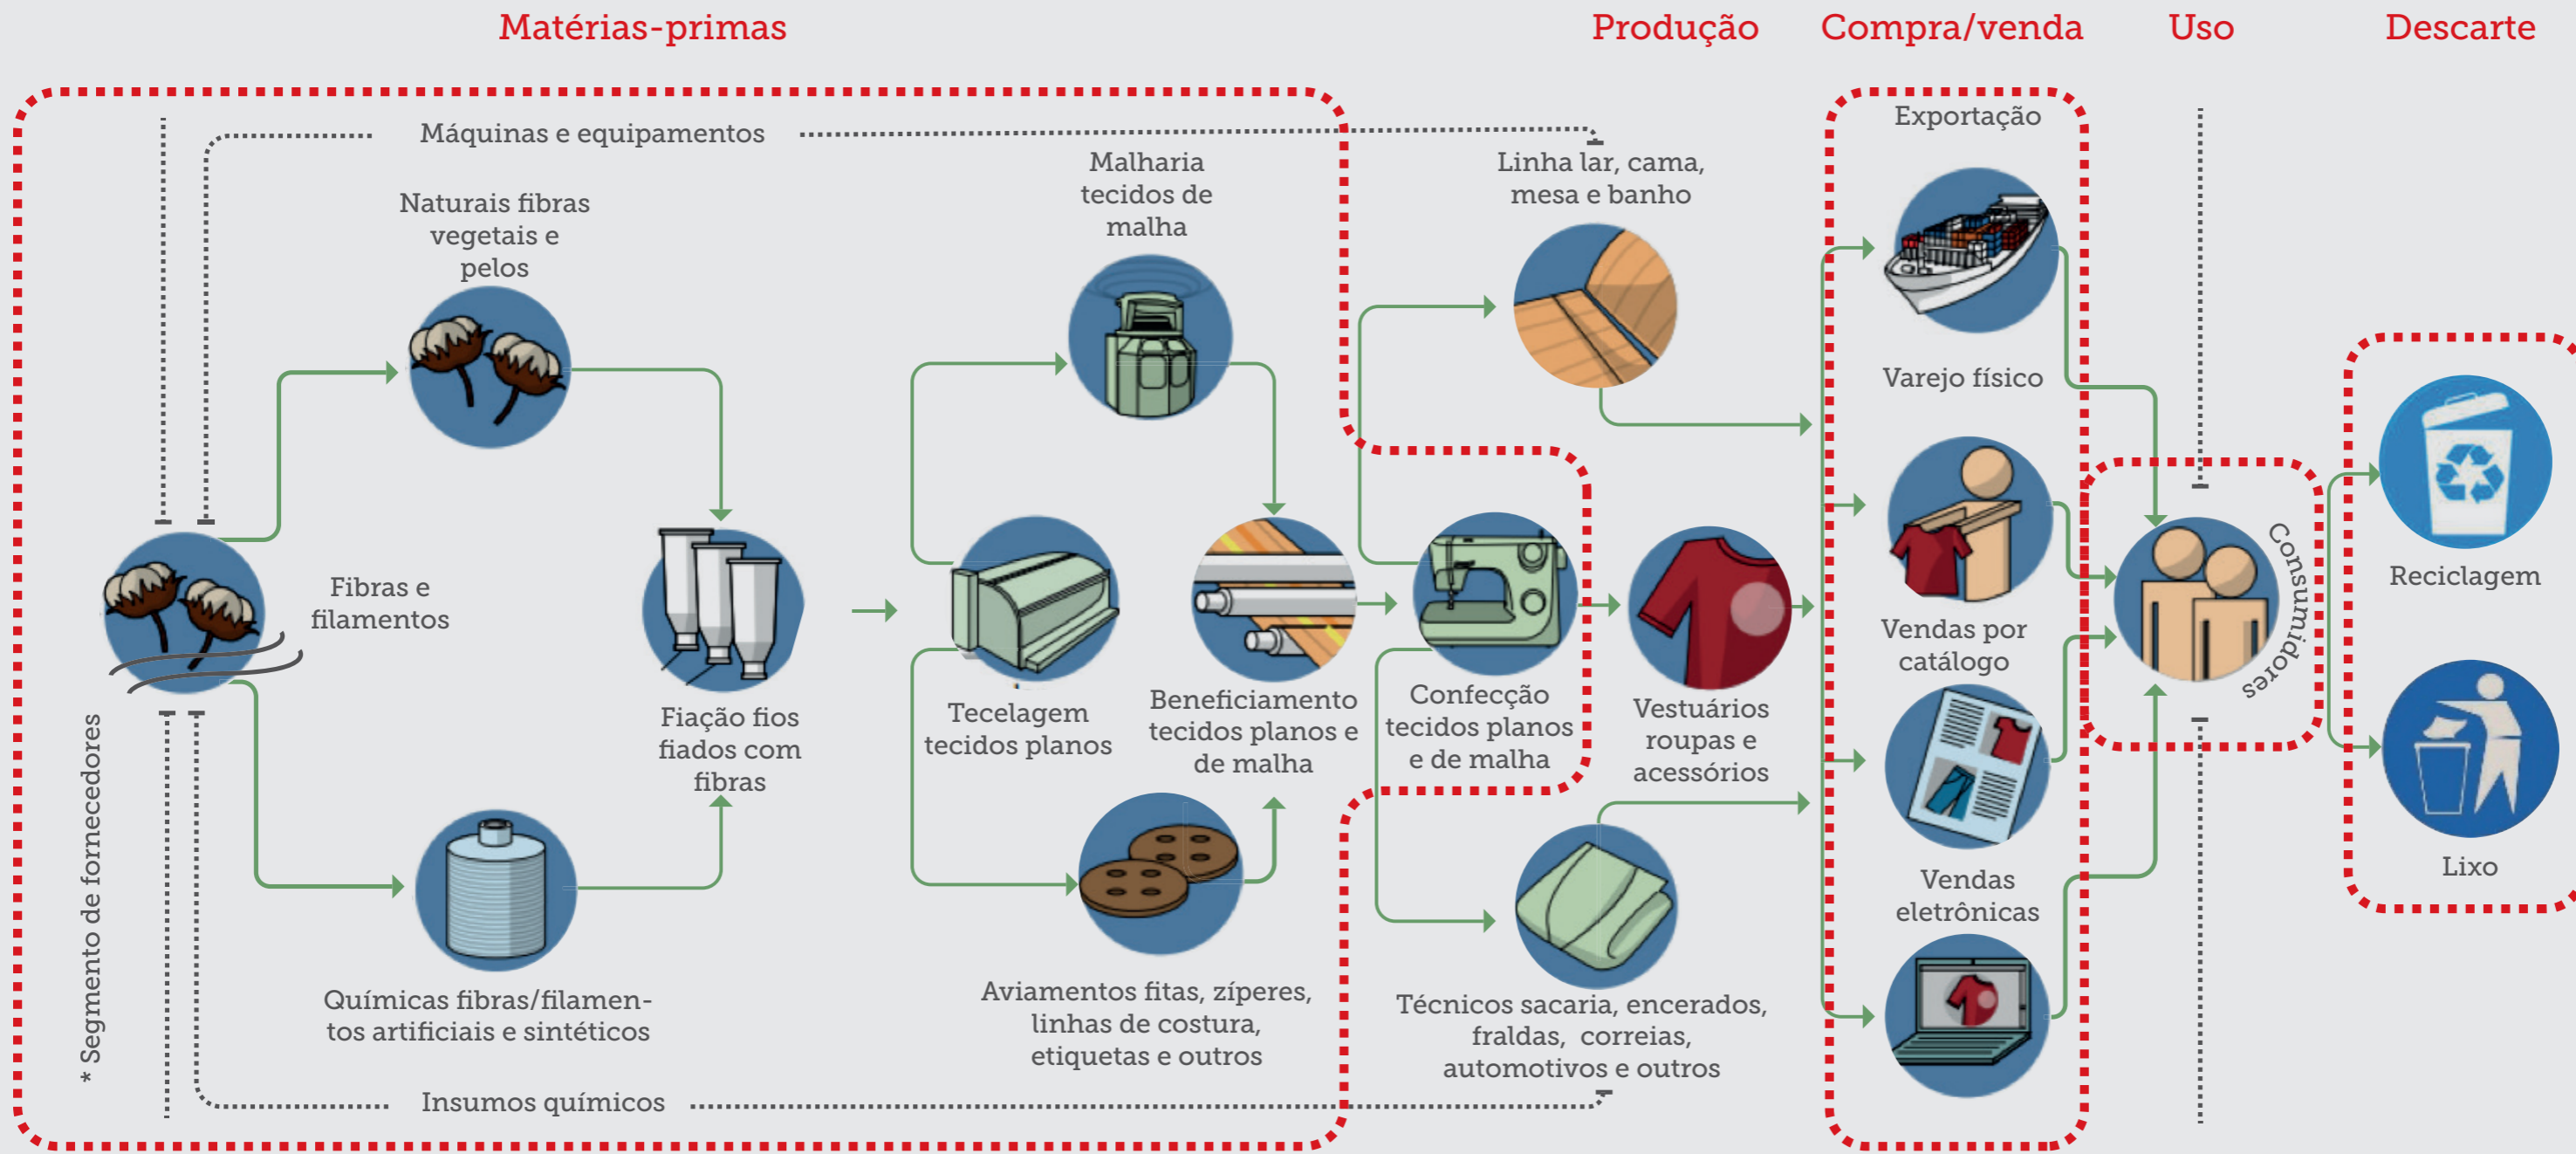 Matérias-primas
Produção
Compra/venda
Uso
Descarte
Máquinas e equipamentos
Naturais fibras
vegetais e
pelos
Malharia
tecidos de
malha
Linha lar, cama,
mesa e banho
Exportação
Varejo físico
Fibras e
filamentos
Fiação fios
fiados com
fibras
Tecelagem
tecidos planos
Beneficiamento
tecidos planos e
de malha
Confecção
tecidos planos
e de malha
Vestuários
roupas e
acessórios
Vendas por
catálogo
Consumidores
Reciclagem
Vendas
eletrônicas
Lixo
* Segmento de fornecedores
Químicas fibras/filamen-
tos artificiais e sintéticos
Aviamentos fitas, zíperes,
linhas de costura,
etiquetas e outros
Técnicos sacaria, encerados,
fraldas, correias,
automotivos e outros
Insumos químicos